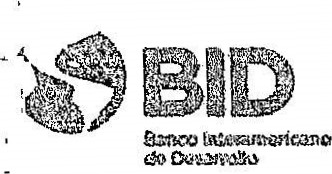 BID
Banco Interamericano
de Desarrollo